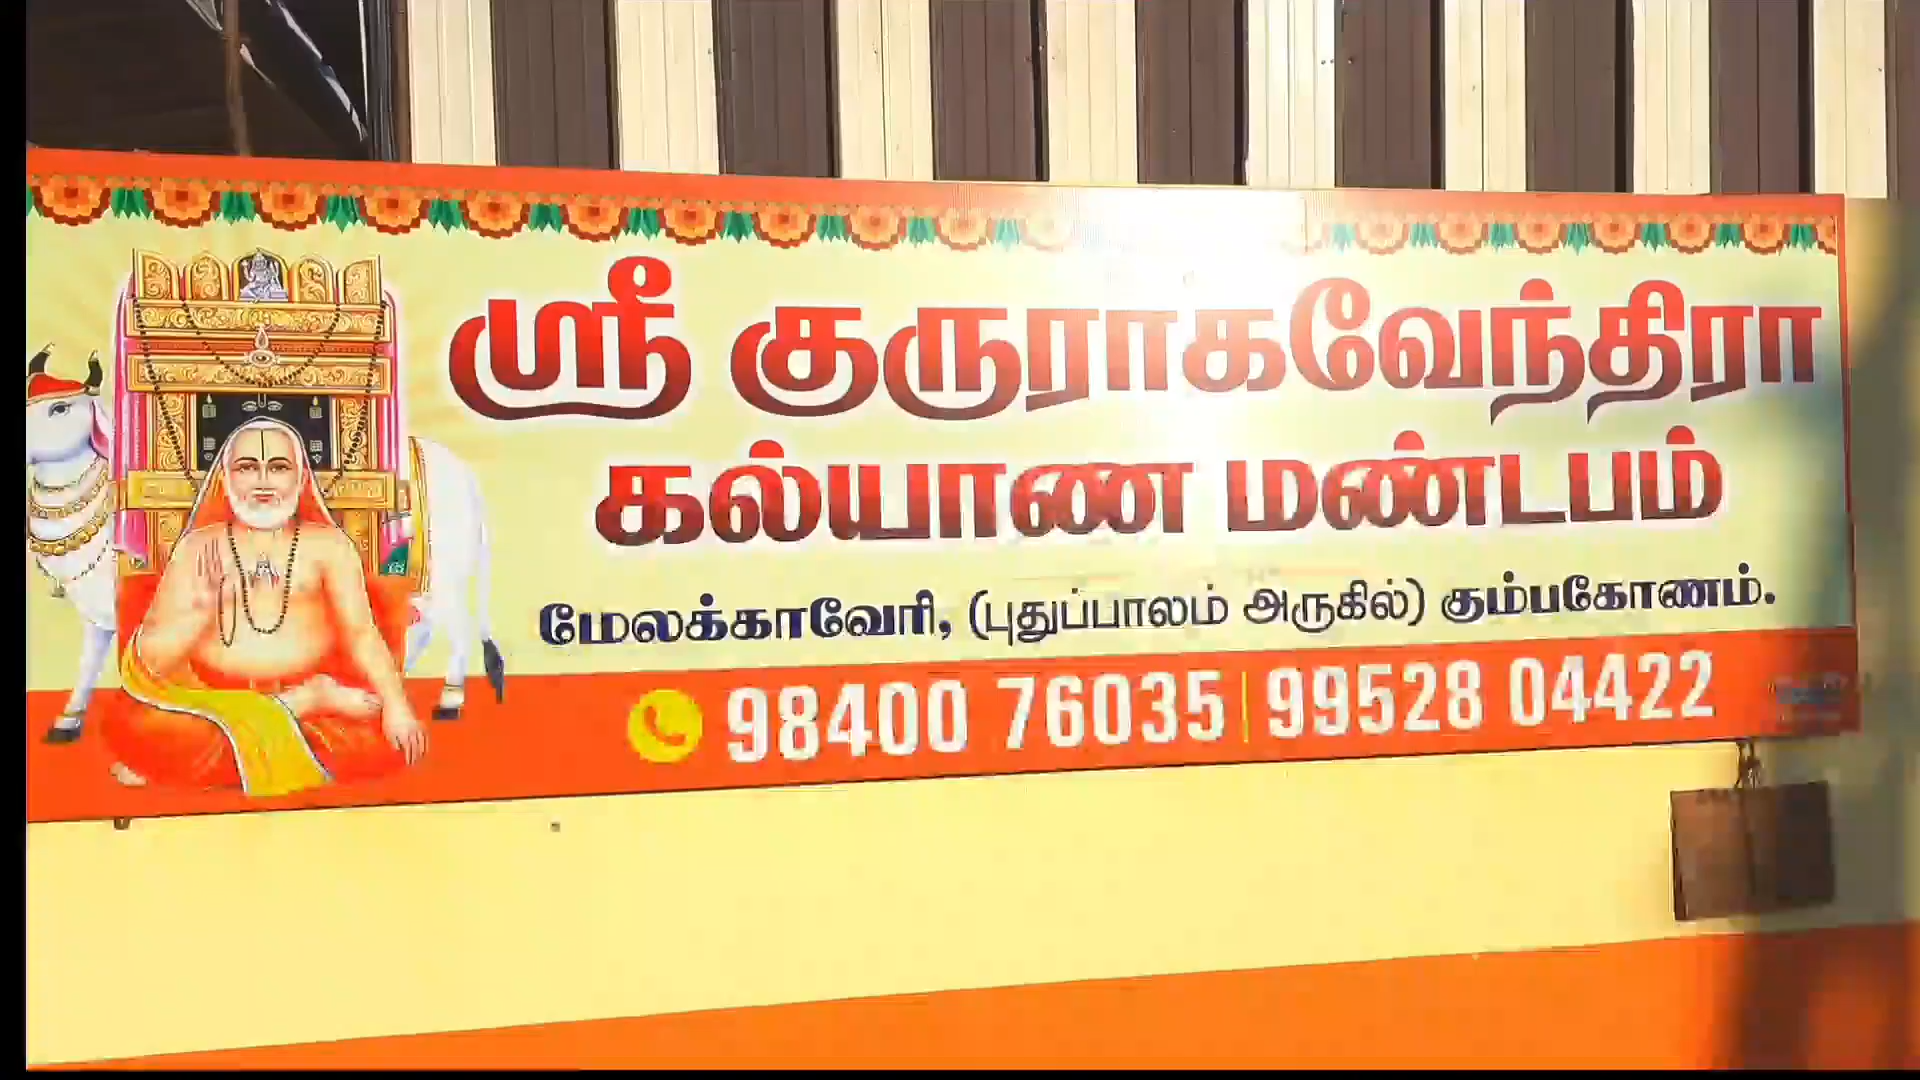 ஸ்ரீ குருராகவேந்திரா
கல்யாண மண்டபம்
மேலக்காவேரி, (புதுப்பாலம் அருகில்) கும்பகோணம்.
98400 76035 | 99528 04422